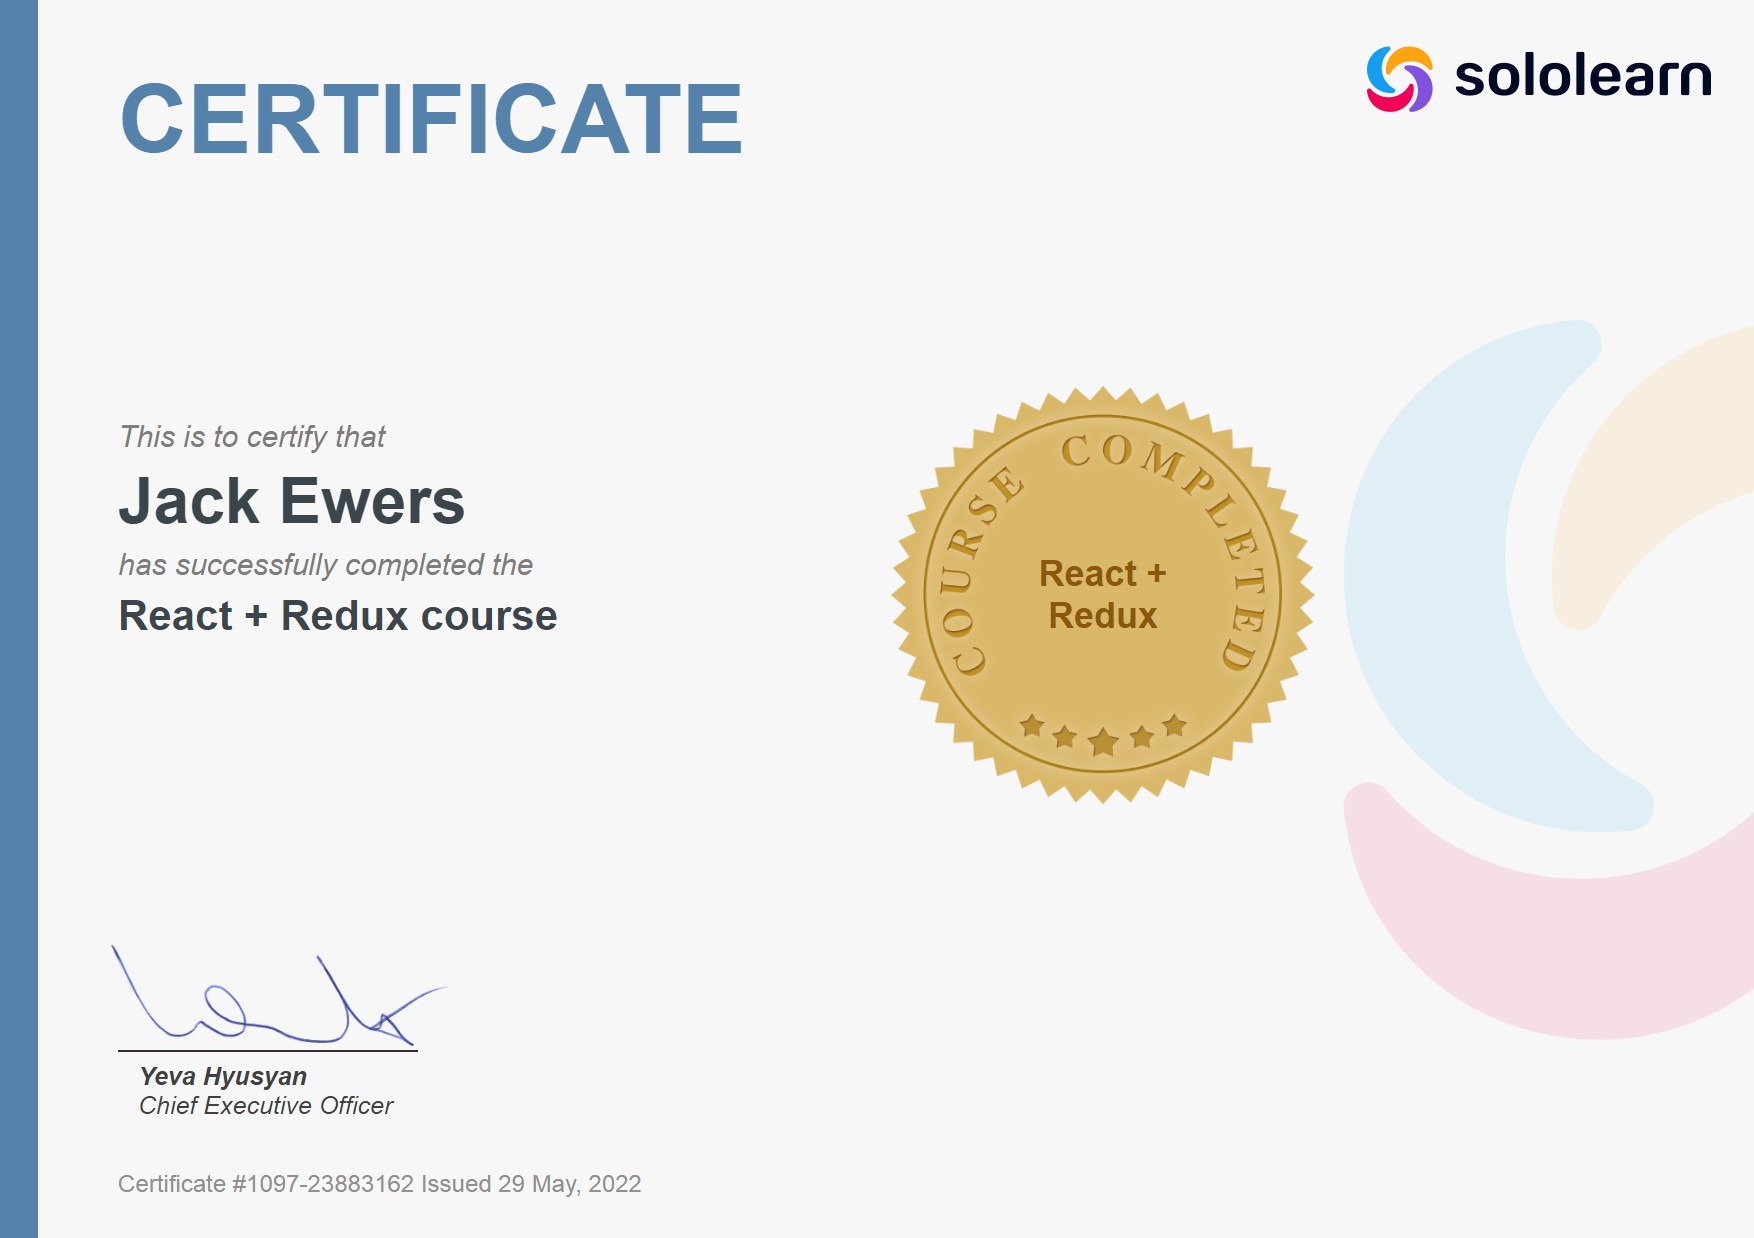 CERTIFICATE
sololearn
This is to certify that
Jack Ewers
has successfully completed the
React + Redux course
COURSE COMPLETED
React +
Redux
Yeva Hyusyan
Chief Executive Officer
Certificate #1097-23883162 Issued 29 May, 2022